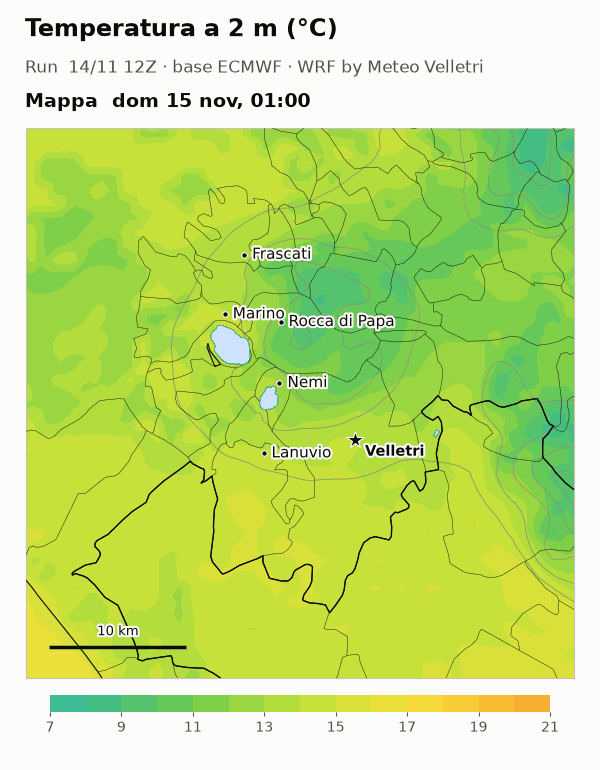 Temperatura a 2 m (°C)
Run 14/11 12Z · base ECMWF · WRF by Meteo Velletri
Mappa dom 15 nov, 01:00
Frascati
Marino
Rocca di Papa
Nemi
Velletri
Lanuvio
10 km
7 9 11 13 15 17 19 21